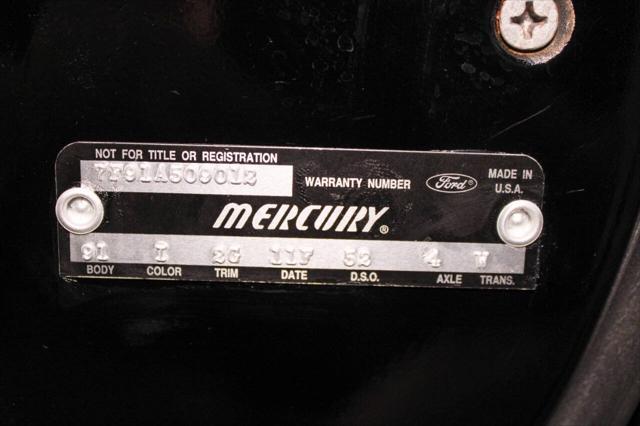 NOT FOR TITLE OR REGISTRATION
7F91A509012
WARRANTY NUMBER
Ford
MADE IN
U.S.A.
MERCURY®
91 I 2G 11F 52 4 W
BODY COLOR TRIM DATE D.S.O. AXLE TRANS.